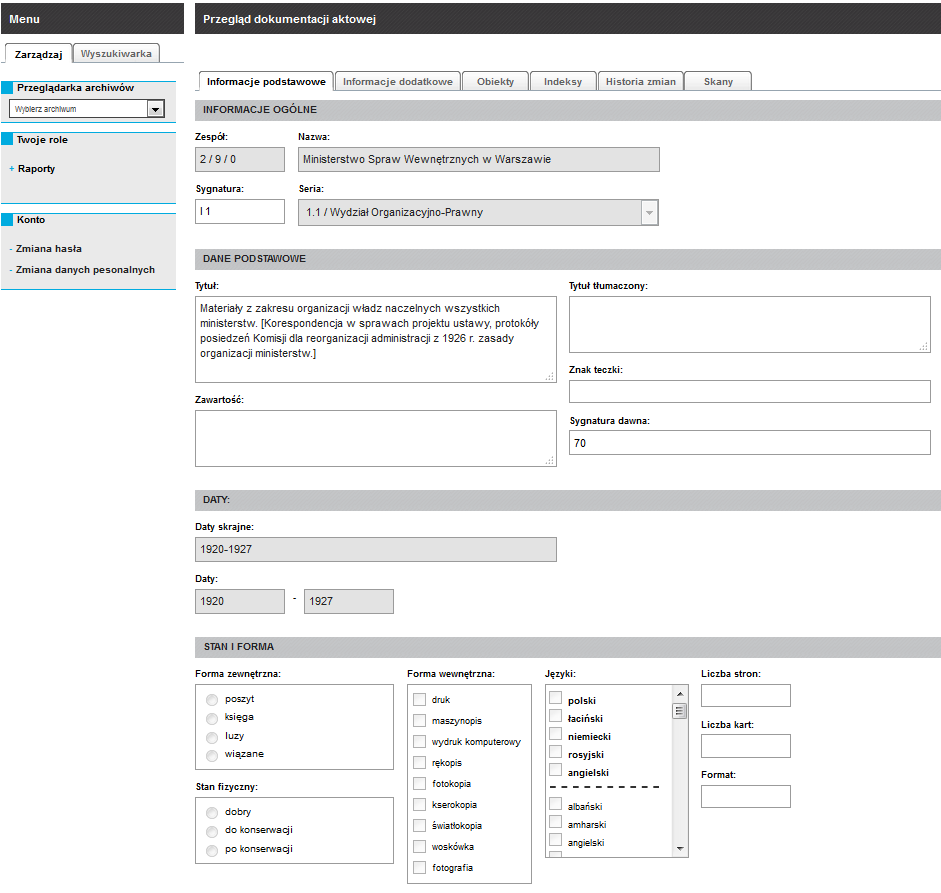 Menu
Zarządzaj
Wyszukiwarka
Przeglądarka archiwów
Wybierz archiwum
Twoje role
+ Raporty
Konto
- Zmiana hasła
- Zmiana danych pesonalnych
Przegląd dokumentacji aktowej
Informacje podstawowe
Informacje dodatkowe
Obiekty
Indeksy
Historia zmian
Skany
INFORMACJE OGÓLNE
Zespół:
Nazwa:
2 / 9 / 0
Ministerstwo Spraw Wewnętrznych w Warszawie
Sygnatura:
Seria:
I 1
1.1 / Wydział Organizacyjno-Prawny
DANE PODSTAWOWE
Tytuł:
Materiały z zakresu organizacji władz naczelnych wszystkich
ministerstw. [Korespondencja w sprawach projektu ustawy, protokóły
posiedzeń Komisji dla reorganizacji administracji z 1926 r. zasady
organizacji ministerstw.]
Zawartość:
Tytuł tłumaczony:
Znak teczki:
Sygnatura dawna:
70
DATY:
Daty skrajne:
1920-1927
Daty:
1920 - 1927
STAN I FORMA
Forma zewnętrzna:
poszyt
księga
luzy
wiązane
Stan fizyczny:
dobry
do konserwacji
po konserwacji
Forma wewnętrzna:
druk
maszynopis
wydruk komputerowy
rękopis
fotokopia
kserokopia
światłokopia
woskówka
fotografia
Języki:
polski
łaciński
niemiecki
rosyjski
angielski
albański
amharski
angielski
Liczba stron:
Liczba kart:
Format: